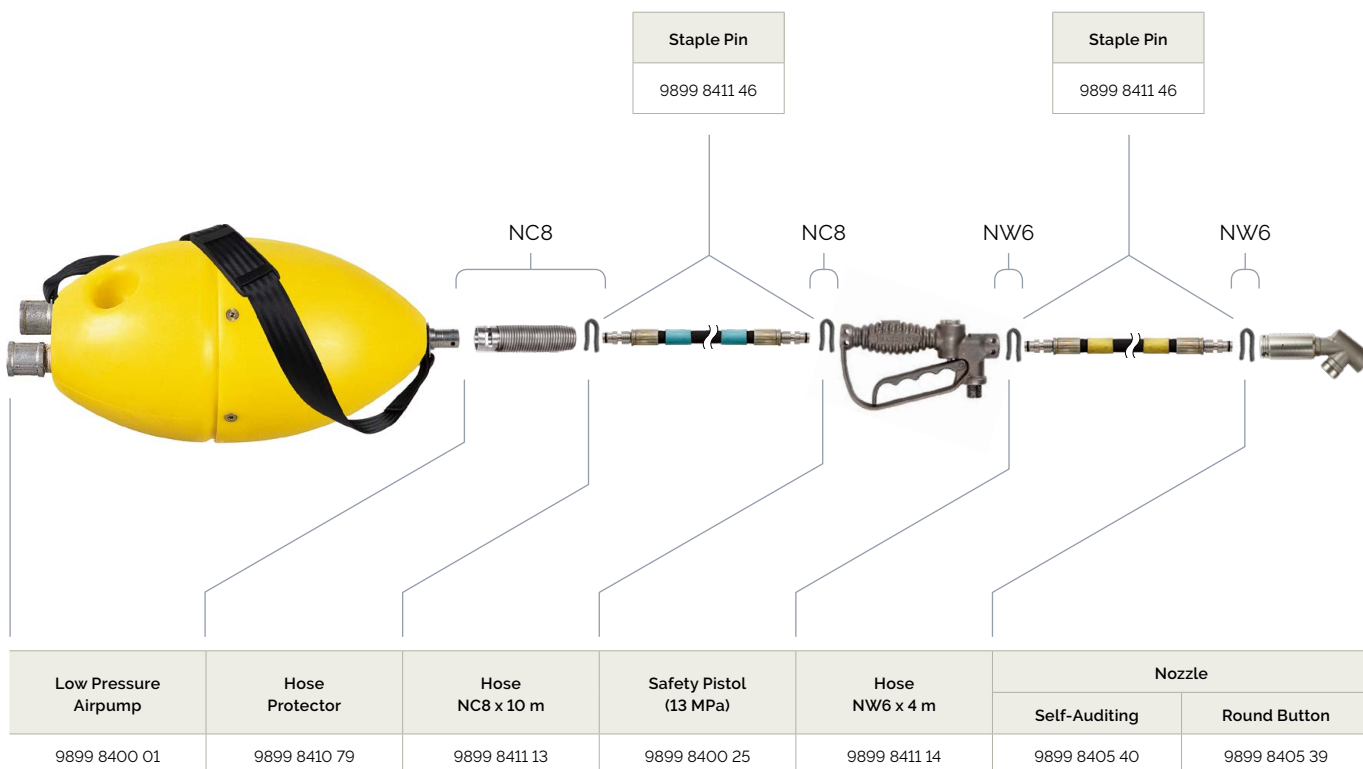 Staple Pin
9899 8411 46
Staple Pin
9899 8411 46
NC8
NC8
NW6
NW6
Low Pressure
Airpump
Hose
Protector
Hose
NC8 x 10 m
Safety Pistol
(13 MPa)
Hose
NW6 x 4 m
Nozzle
Self-Auditing
Round Button
9899 8400 01
9899 8410 79
9899 8411 13
9899 8400 25
9899 8411 14
9899 8405 40
9899 8405 39